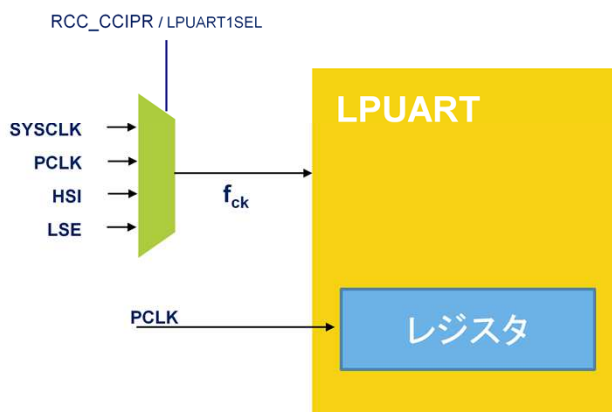 RCC_CCIPR / LPUART1SEL
LPUART
SYSCLK
PCLK
HSI
LSE
fck
PCLK
レジスタ